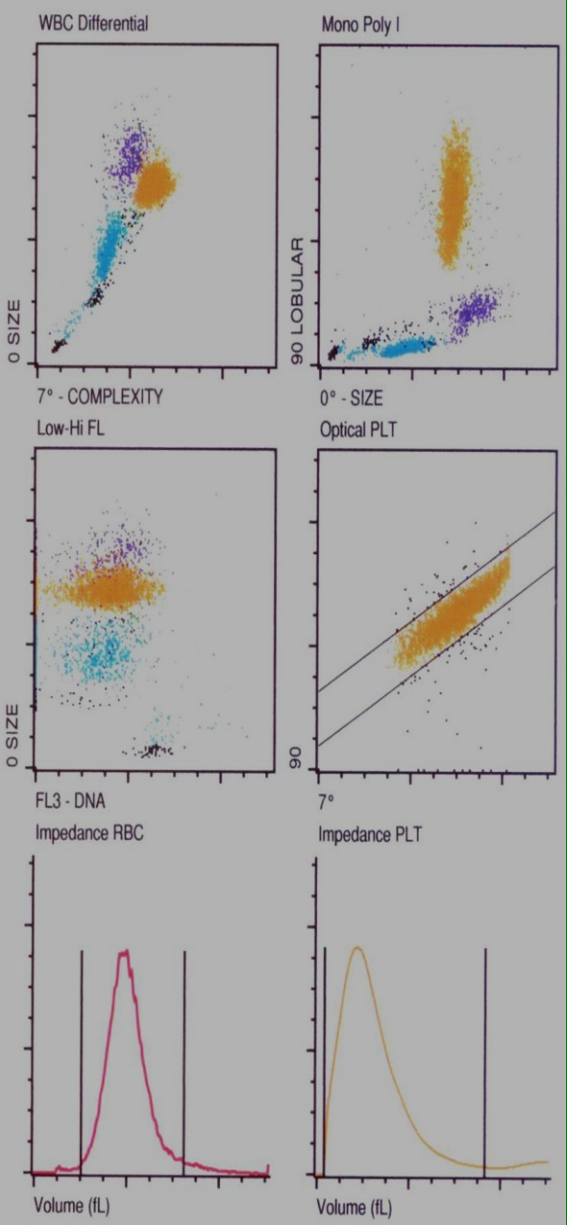 WBC Differential
Mono Poly I
0 SIZE
90 LOBULAR
7° - COMPLEXITY
0° - SIZE
Low-Hi FL
Optical PLT
0 SIZE
90
FL3 - DNA
7°
Impedance RBC
Impedance PLT
Volume (fL)
Volume (fL)